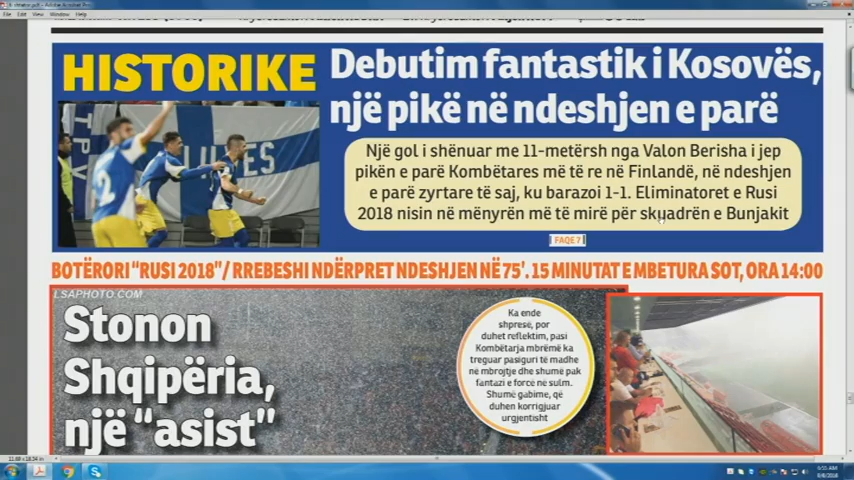 File Edit View Window Help
HISTORIKE
Debutim fantastik i Kosovës,
një pikë në ndeshjen e parë
Një gol i shënuar me 11-metërsh nga Valon Berisha i jep
pikën e parë Kombëtares më të re në Finlandë, në ndeshjen
e parë zyrtare të saj, ku barazoi 1-1. Eliminatoret e Rusi
2018 nisin në mënyrën më të mirë për skuadrën e Bunjakit
FAQE 7
BOTËRORI “RUSI 2018”/ RREBESHI NDËRPRET NDESHJEN NË 75’. 15 MINUTAT E MBETURA SOT, ORA 14:00
LSAPHOTO.COM
Stonon
Shqipëria,
një “asist”
Ka ende
shpresë, por
duhet reflektim, pasi
Kombëtarja mbrëmë ka
treguar pasiguri të madhe
në mbrojtje dhe shumë pak
fantazi e forcë në sulm.
Shumë gabime, që
duhen korrigjuar
urgjentisht